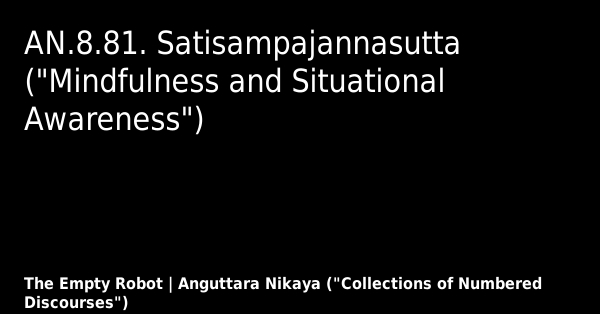 AN.8.81. Satisampajannasutta
("Mindfulness and Situational
Awareness")
The Empty Robot | Anguttara Nikaya ("Collections of Numbered
Discourses")